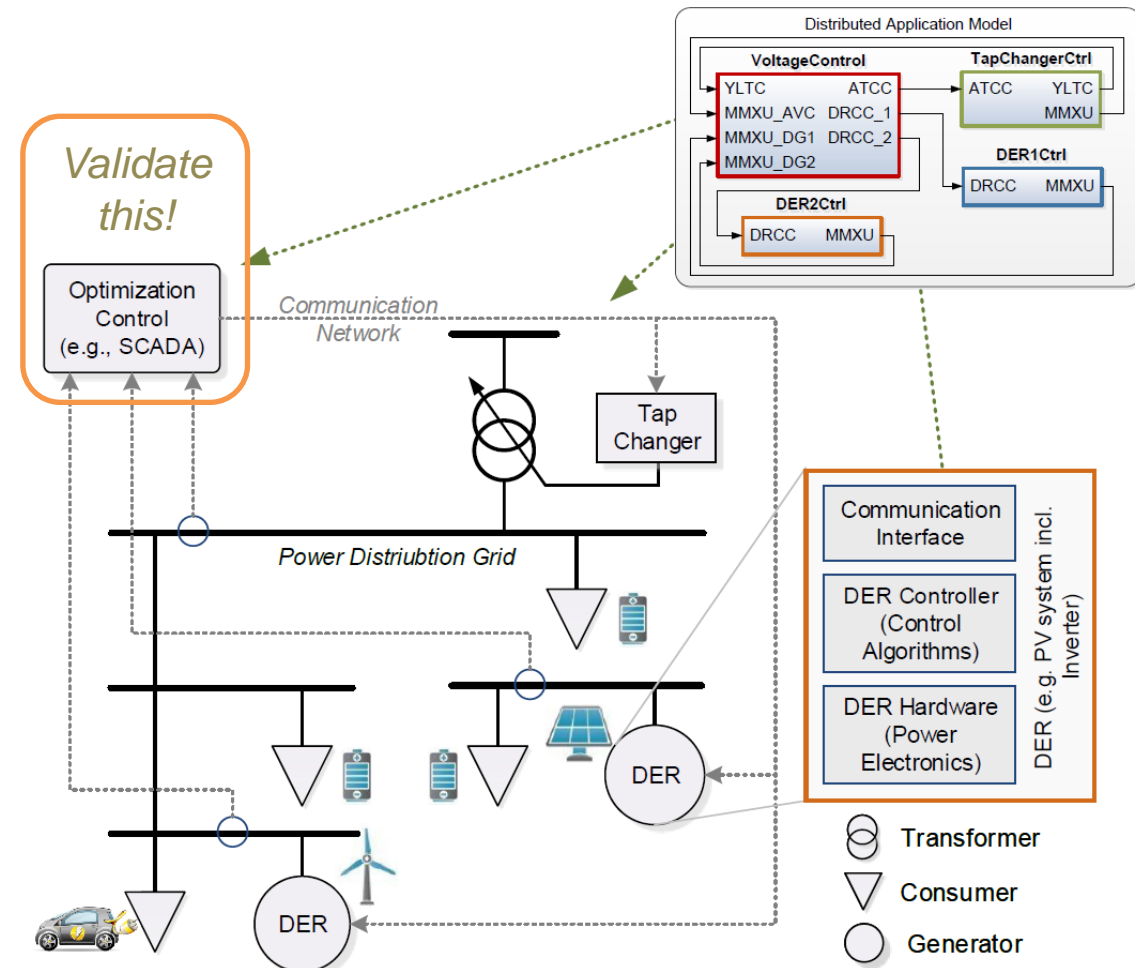 Distributed Application Model
VoltageControl
TapChangerCtrl
YLTC ATCC
MMXU_AVC DRCC_1
MMXU_DG1 DRCC_2
MMXU_DG2
ATCC YLTC
MMXU
DER1Ctrl
DRCC MMXU
DER2Ctrl
DRCC MMXU
Validate
this!
Optimization
Control
(e.g., SCADA)
Communication
Network
Tap
Changer
Power Distriubtion Grid
Communication
Interface
DER Controller
(Control
Algorithms)
DER Hardware
(Power
Electronics)
DER (e.g. PV system incl.
Inverter)
DER
DER
Transformer
Consumer
Generator